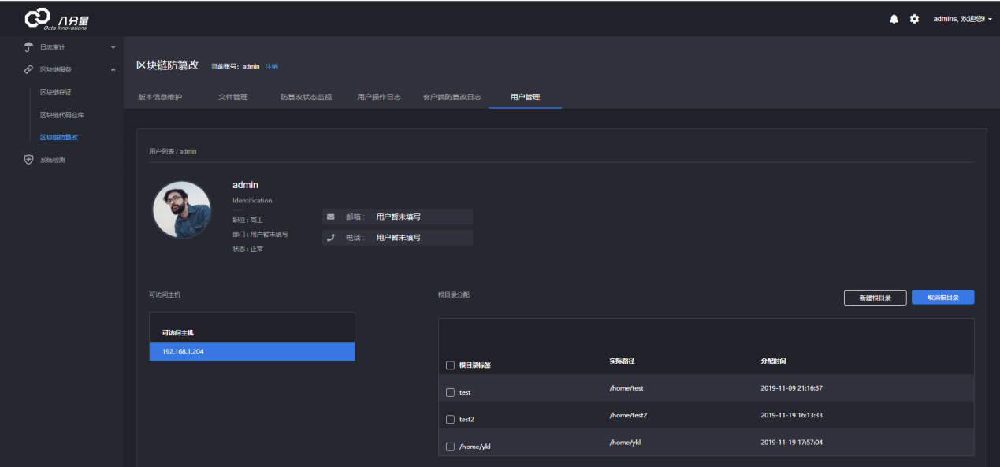 八分量
Octa Innovations
admins, 欢迎您!
日志审计
区块链服务
区块链存证
区块链代码仓库
区块链防篡改
系统检测
区块链防篡改 当前账号：admin 注销
版本信息维护 文件管理 防篡改状态监视 用户操作日志 客户端防篡改日志 用户管理
用户列表 / admin
admin
Identification
职位 : 高工
部门 : 用户暂未填写
状态 : 正常
邮箱 : 用户暂未填写
电话 : 用户暂未填写
可访问主机
可访问主机
192.168.1.204
根目录分配 新建根目录 取消根目录
根目录标签 实际路径 分配时间
test /home/test 2019-11-09 21:16:37
test2 /home/test2 2019-11-19 16:13:33
/home/ykl /home/ykl 2019-11-19 17:57:04